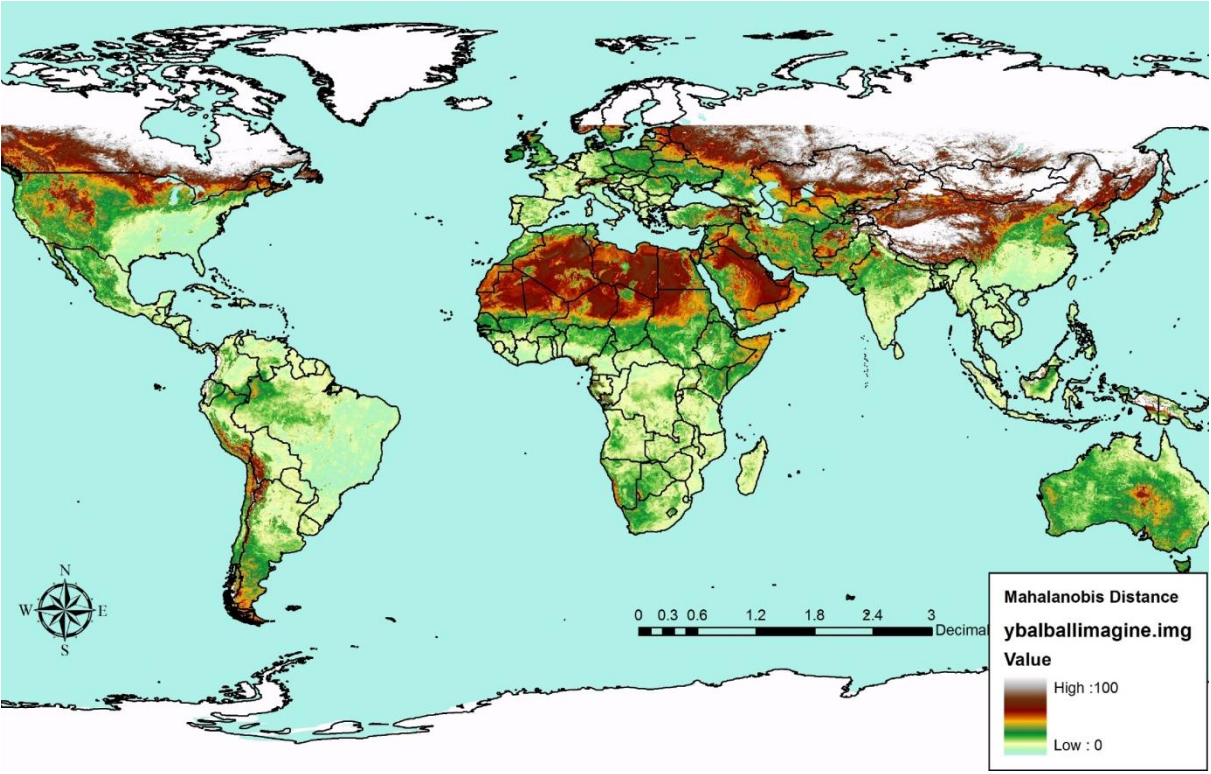 N
W E
S
0 0.3 0.6 1.2 1.8 2.4 3
Decimal
Mahalanobis Distance
ybalballimagine.img
Value
High :100
Low : 0